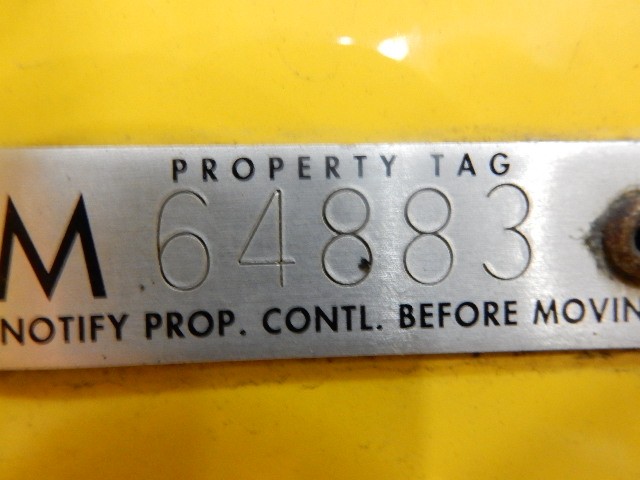 PROPERTY TAG
M 64883
NOTIFY PROP. CONTL. BEFORE MOVIN